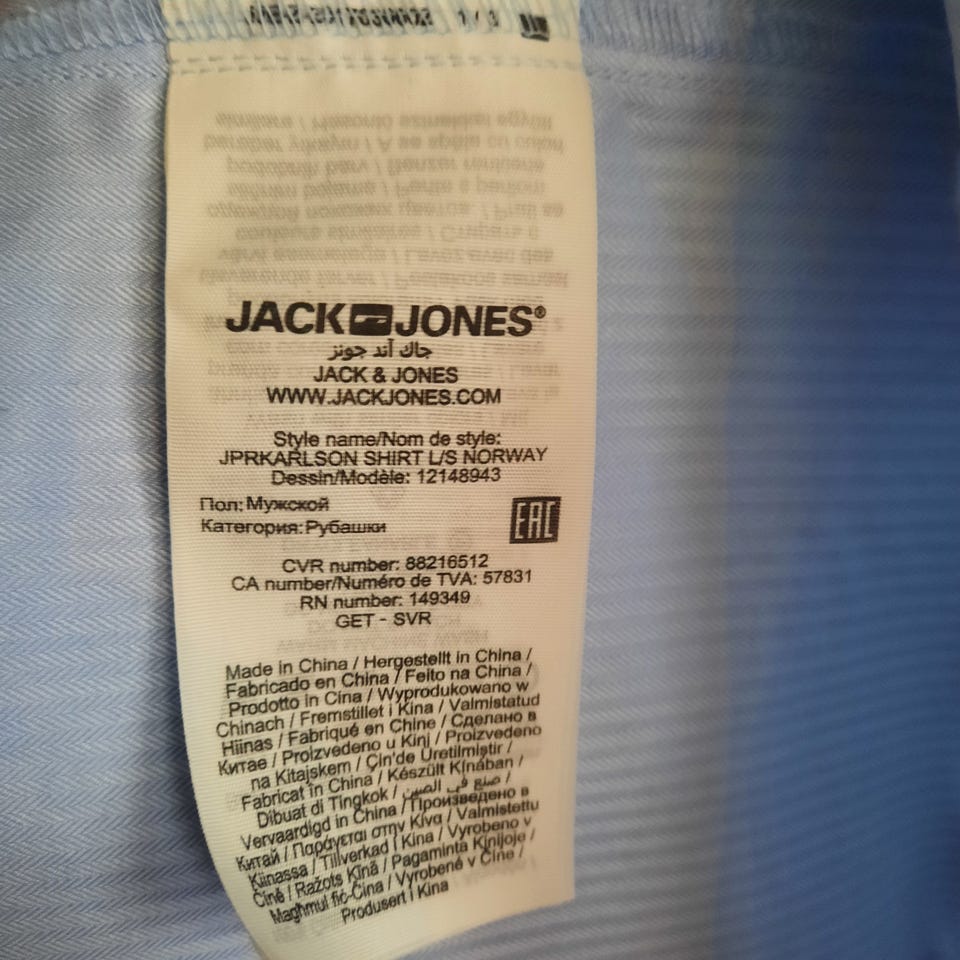 JACK JONES®
جاك آند جونز
JACK & JONES
WWW.JACKJONES.COM
Style name/Nom de style:
JPRKARLSON SHIRT L/S NORWAY
Dessin/Modèle: 12148943
Пол: Мужской
Категория: Рубашки
EAC
CVR number: 88216512
CA number/Numéro de TVA: 57831
RN number: 149349
GET - SVR
Made in China / Hergestellt in China /
Fabricado en China / Feito na China /
Prodotto in Cina / Wyprodukowano w
Chinach / Fremstillet i Kina / Valmistatud
Hiinas / Fabriqué en Chine / Сделано в
Китае / Proizvedeno u Kini / Proizvedeno
na Kitajskem / Çin'de Üretilmiştir /
Fabricat în China / Készült Kínában /
Dibuat di Tingkok / صنع في الصين /
Vervaardigd in China / Произведено в
Китай / Παράγεται στην Κίνα / Valmistettu
Kiinassa / Tillverkad i Kina / Vyrobeno v
Číně / Ražots Ķīnā / Pagaminta Kinijoje /
Magħmul fiċ-Ċina / Vyrobené v Číne /
Produsert i Kina